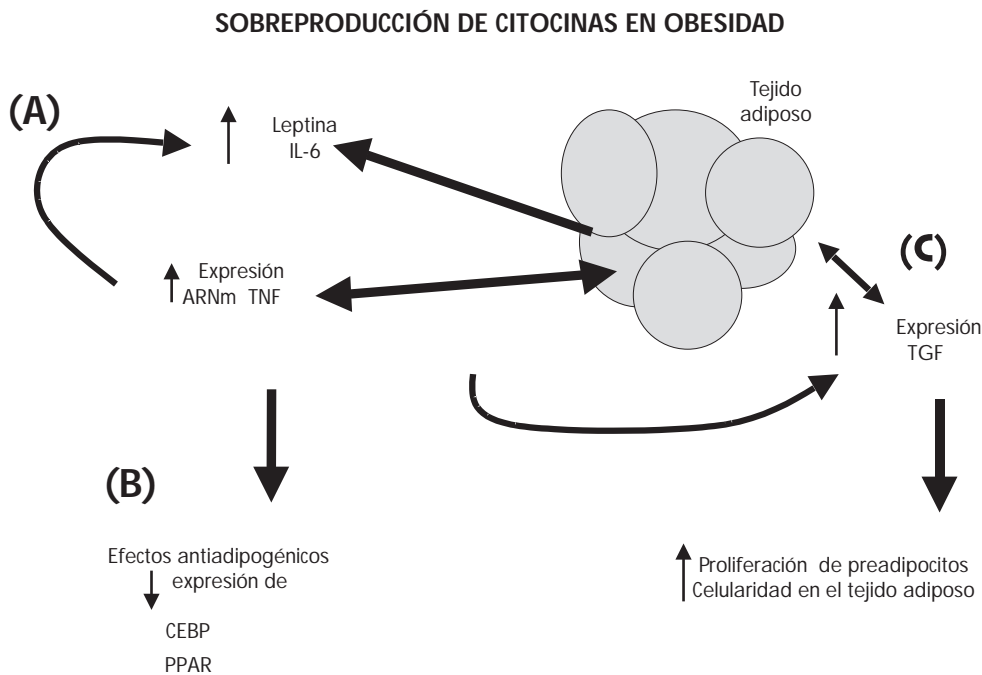 SOBREPRODUCCIÓN DE CITOCINAS EN OBESIDAD
(A)
Leptina
IL-6
Tejido
adiposo
Expresión
ARNm TNF
(C)
Expresión
TGF
(B)
Efectos antiadipogénicos
expresión de
CEBP
PPAR
Proliferación de preadipocitos
Celularidad en el tejido adiposo